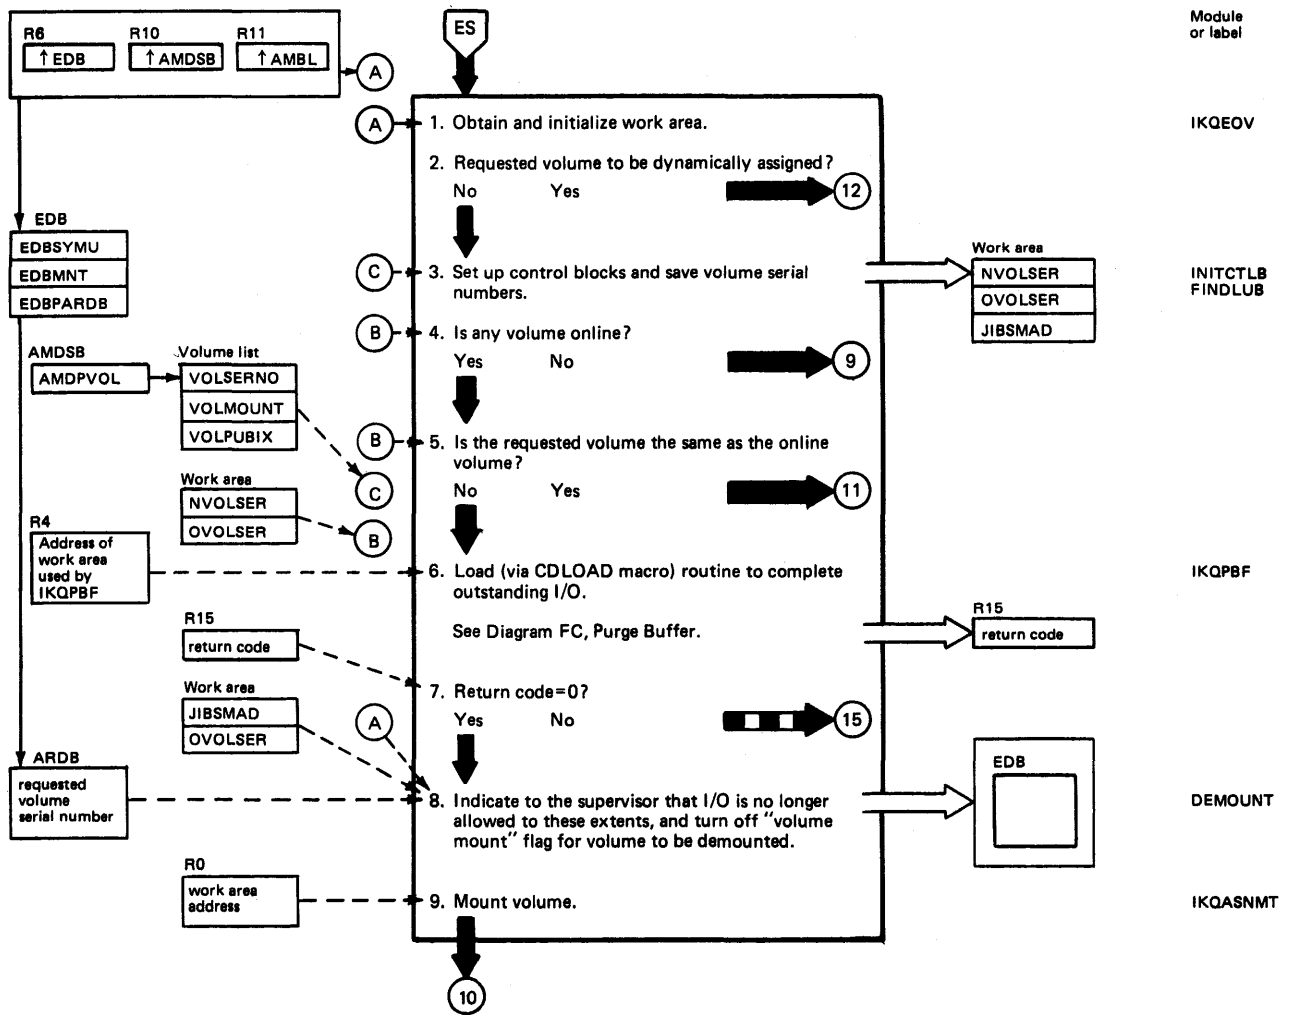 R6 R10 R11
↑ EDB ↑ AMDSB ↑ AMBL
A
ES
Module
or label
A
1. Obtain and initialize work area.
IKQEOV
2. Requested volume to be dynamically assigned?
No Yes
12
EDB
EDBSYMU
EDBMNT
EDBPARDB
C
3. Set up control blocks and save volume serial
numbers.
Work area
NVOLSER
OVOLSER
JIBSMAD
INITCTLB
FINDLUB
B
4. Is any volume online?
Yes No
9
AMDSB
AMDPVOL
Volume list
VOLSERNO
VOLMOUNT
VOLPUBIX
B
5. Is the requested volume the same as the online
volume?
No Yes
11
C
Work area
NVOLSER
OVOLSER
B
R4
Address of
work area
used by
IKQPBF
6. Load (via CDLOAD macro) routine to complete
outstanding I/O.
IKQPBF
See Diagram FC, Purge Buffer.
R15
return code
R15
return code
7. Return code=0?
Yes No
15
Work area
JIBSMAD
OVOLSER
A
ARDB
requested
volume
serial number
8. Indicate to the supervisor that I/O is no longer
allowed to these extents, and turn off "volume
mount" flag for volume to be demounted.
EDB
DEMOUNT
R0
work area
address
9. Mount volume.
IKQASNMT
10